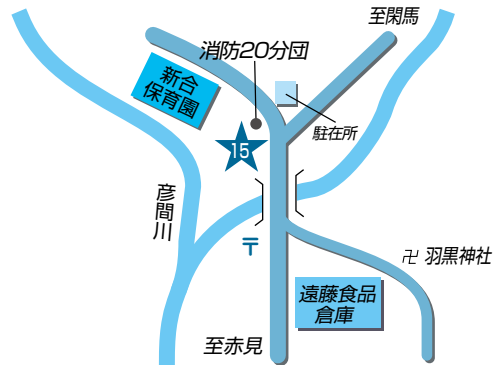 至閑馬
消防20分団
新合
保育園
駐在所
15
彦間川
〒
卍 羽黒神社
遠藤食品
倉庫
至赤見